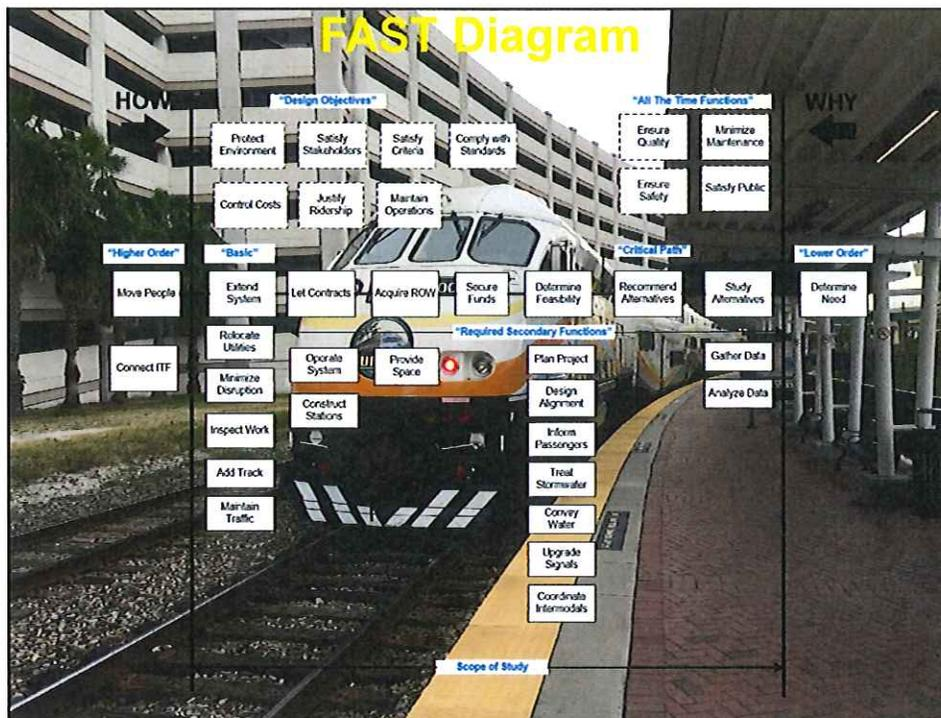 FAST Diagram
HOW
"Design Objectives"
"All The Time Functions"
WHY
Protect
Environment
Satisfy
Stakeholders
Satisfy
Criteria
Comply with
Standards
Ensure
Quality
Minimize
Maintenance
Control Costs
Justify
Ridership
Maintain
Operations
Ensure
Safety
Satisfy Public
"Higher Order"
"Basic"
"Critical Path"
"Lower Order"
Move People
Extend
System
Let Contracts
Acquire ROW
Secure
Funds
Determine
Feasibility
Recommend
Alternatives
Study
Alternatives
Determine
Need
"Required Secondary Functions"
Connect ITF
Relocate
Utilities
Operate
System
Provide
Space
Plan Project
Gather Data
Minimize
Disruption
Construct
Stations
Design
Alignment
Analyze Data
Inspect Work
Inform
Passengers
Add Track
Treat
Stormwater
Maintain
Traffic
Convey
Water
Upgrade
Signals
Coordinate
Intermodals
Scope of Study